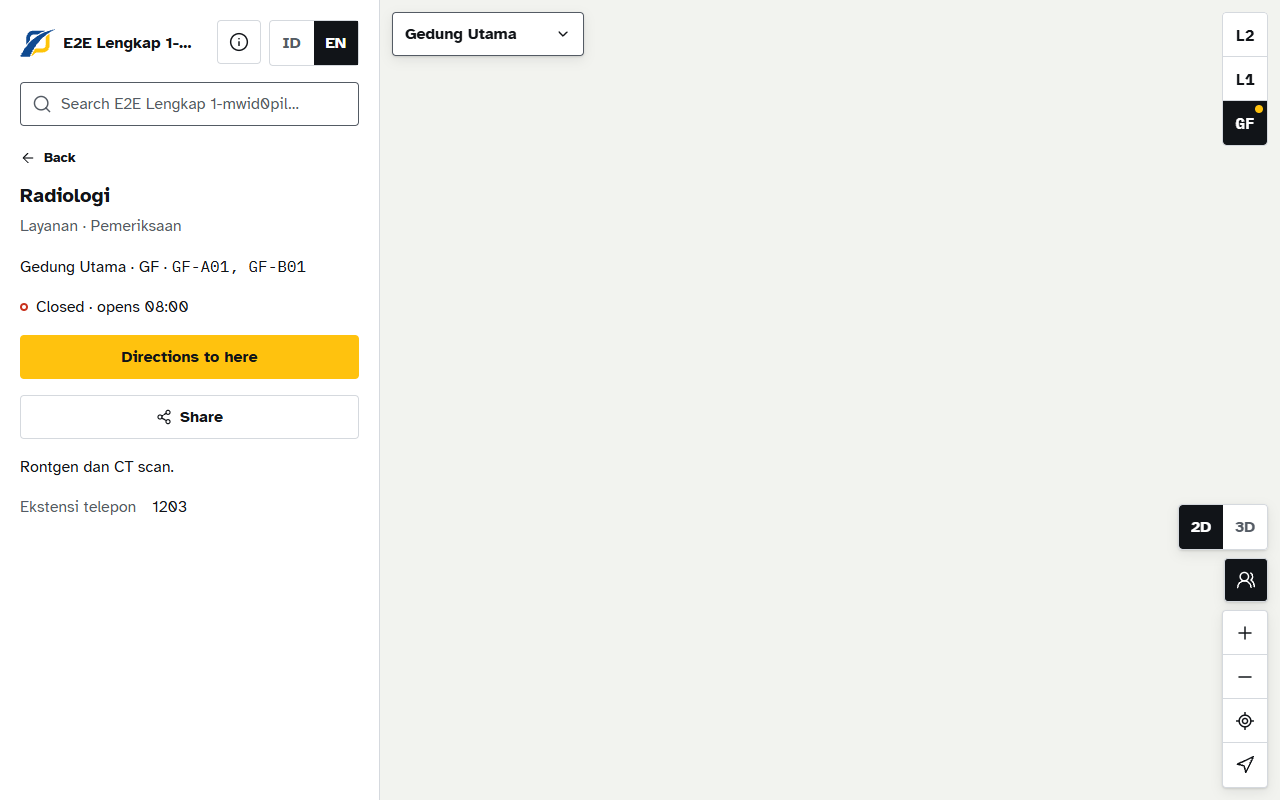 E2E Lengkap 1-...
ID
EN
Search E2E Lengkap 1-mwid0pil...
Back
Radiologi
Layanan · Pemeriksaan
Gedung Utama · GF · GF-A01, GF-B01
Closed · opens 08:00
Directions to here
Share
Rontgen dan CT scan.
Ekstensi telepon 1203
Gedung Utama
L2
L1
GF
2D
3D